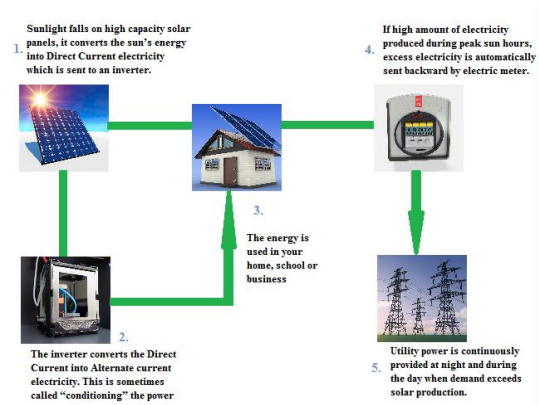 1.
Sunlight falls on high capacity solar
panels, it converts the sun's energy
into Direct Current electricity
which is sent to an inverter.
2.
The inverter converts the Direct
Current into Alternate current
electricity. This is sometimes
called "conditioning" the power
3.
The energy is
used in your
home, school or
business
4.
If high amount of electricity
produced during peak sun hours,
excess electricity is automatically
sent backward by electric meter.
5.
Utility power is continuously
provided at night and during
the day when demand exceeds
solar production.